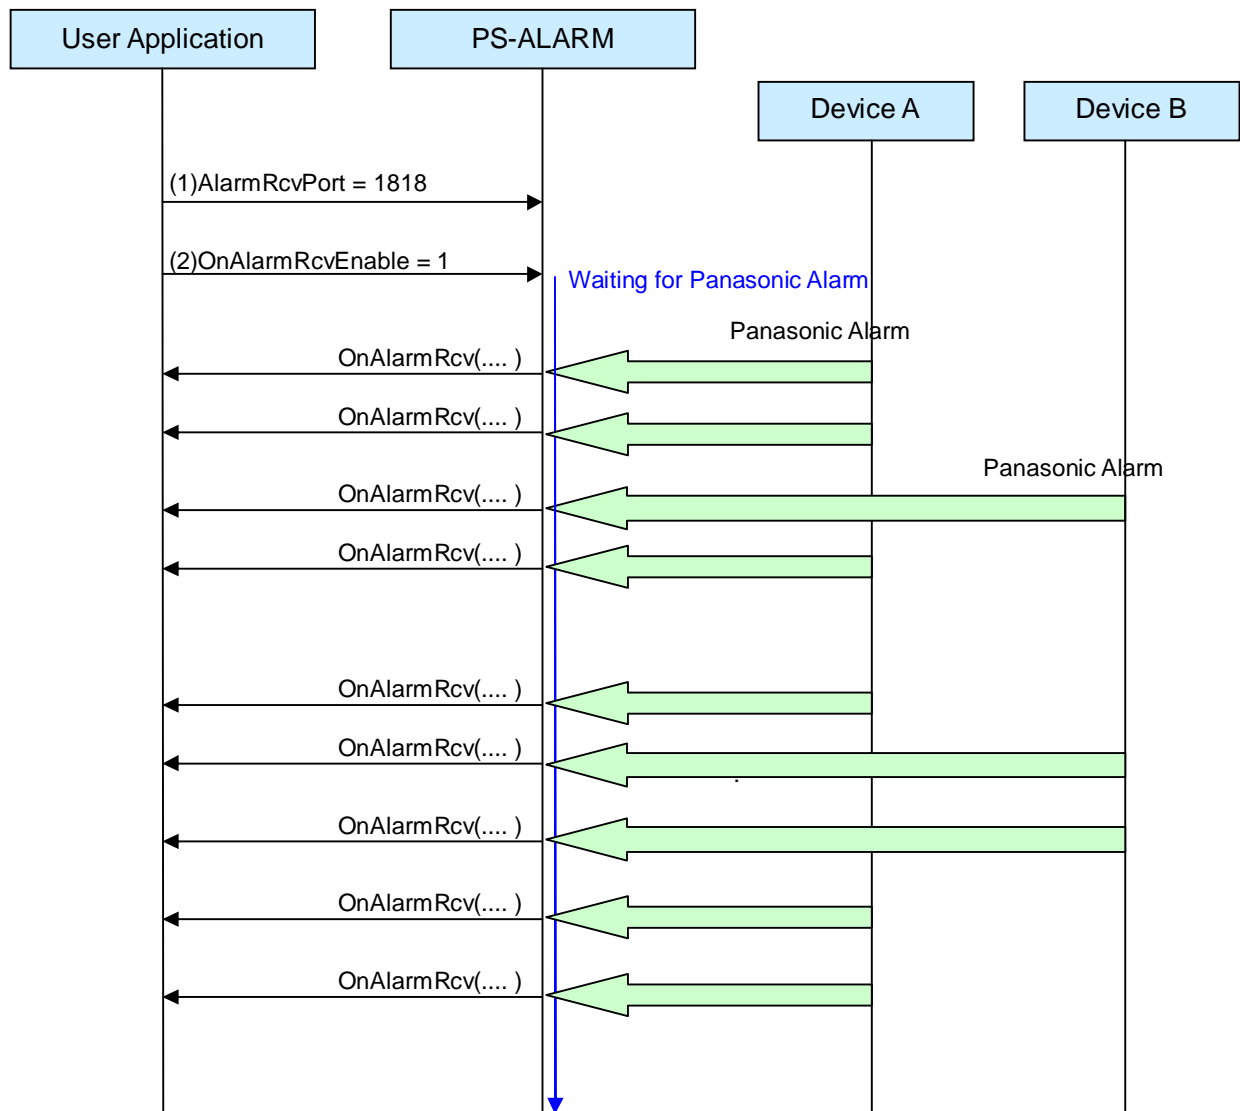 User Application
PS-ALARM
Device A
Device B
(1)AlarmRcvPort = 1818
(2)OnAlarmRcvEnable = 1
Waiting for Panasonic Alarm
Panasonic Alarm
OnAlarmRcv(.... )
OnAlarmRcv(.... )
Panasonic Alarm
OnAlarmRcv(.... )
OnAlarmRcv(.... )
OnAlarmRcv(.... )
OnAlarmRcv(.... )
OnAlarmRcv(.... )
OnAlarmRcv(.... )
OnAlarmRcv(.... )